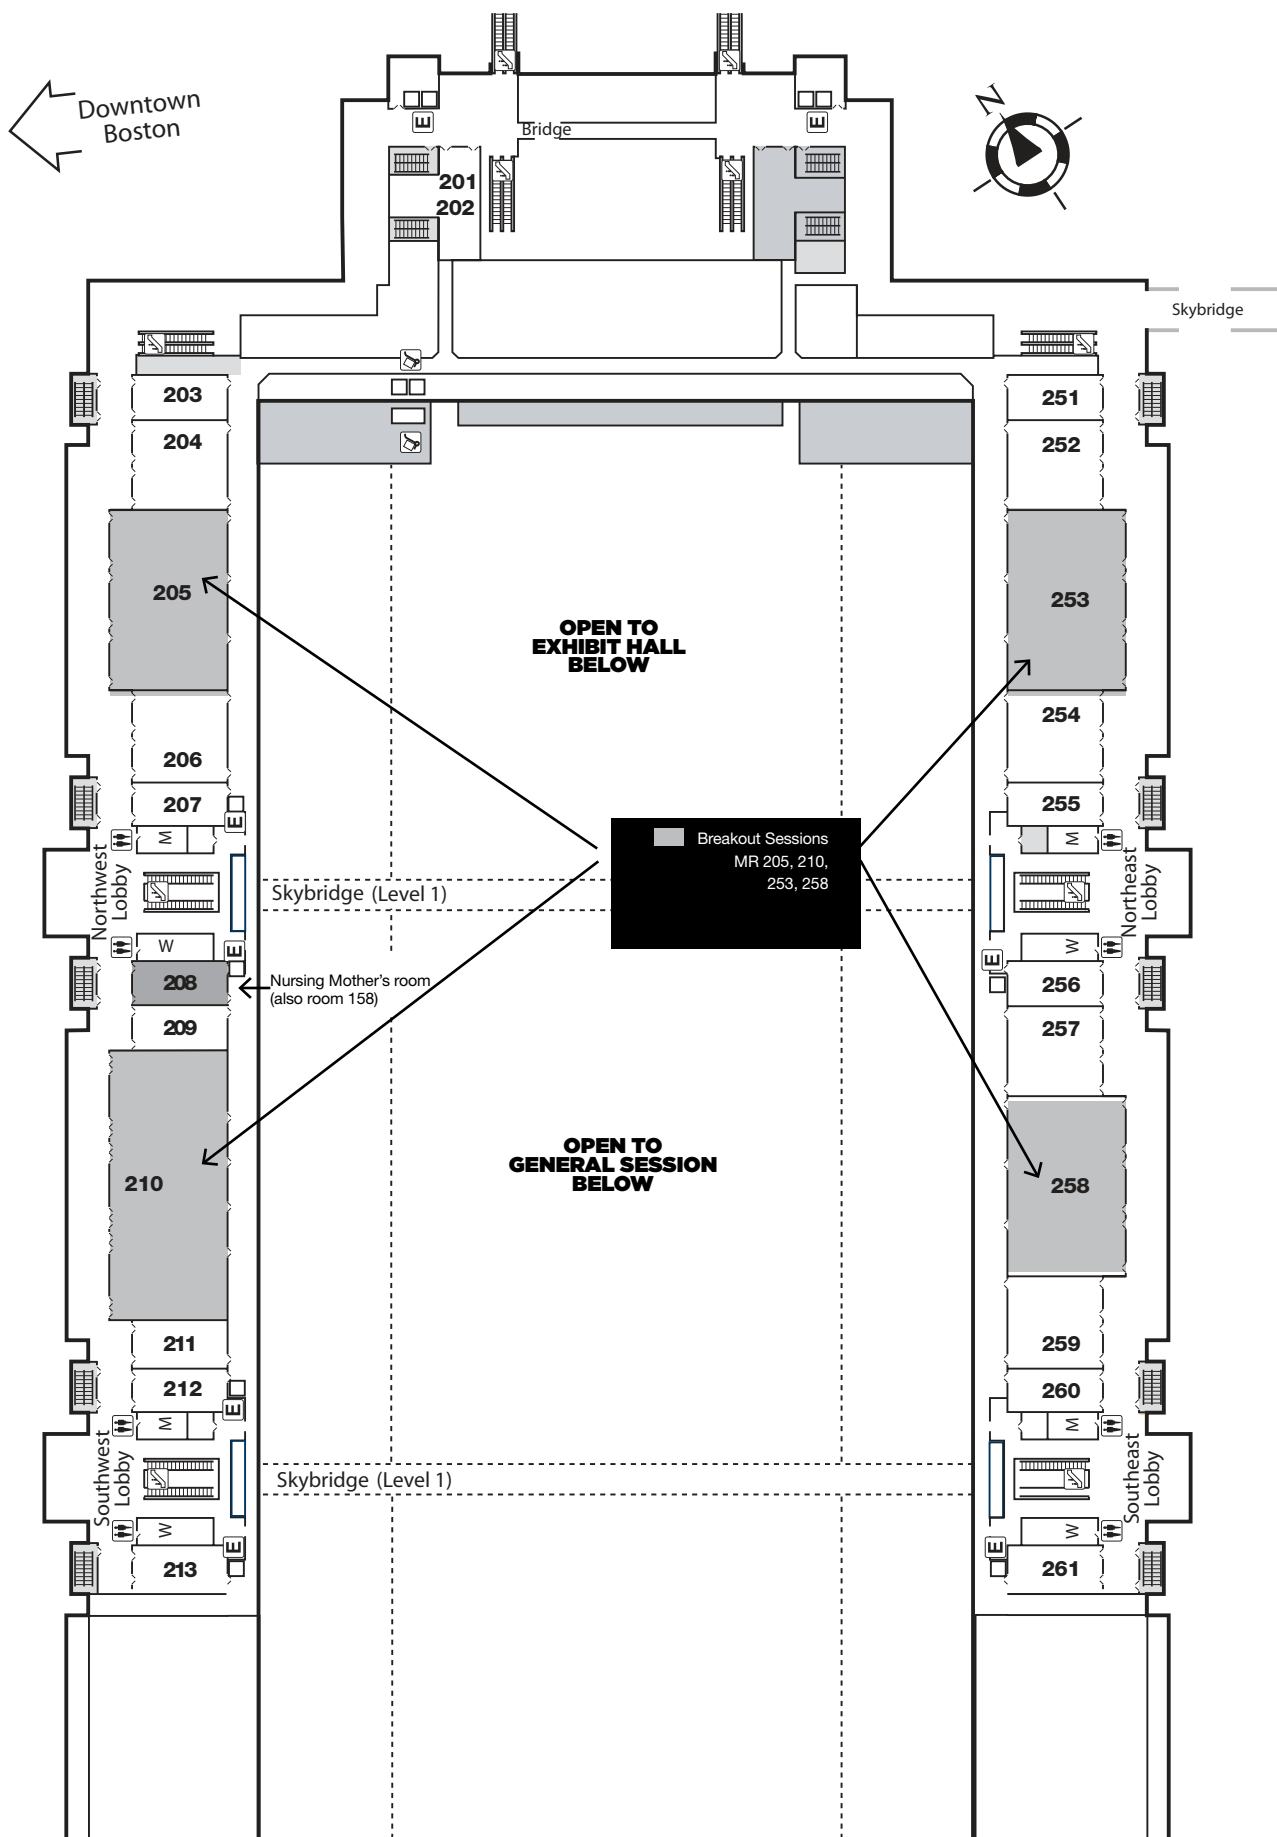 Downtown
Boston
N
E
E
Bridge
201
202
Skybridge
203
251
204
252
205
253
OPEN TO
EXHIBIT HALL
BELOW
254
206
207
255
E
M
M
Breakout Sessions
MR 205, 210,
253, 258
Northwest
Lobby
Skybridge (Level 1)
Northeast
Lobby
W
E
W
E
208
Nursing Mother's room
(also room 158)
256
209
257
OPEN TO
GENERAL SESSION
BELOW
210
258
211
259
212
260
E
M
M
Southwest
Lobby
Skybridge (Level 1)
Southeast
Lobby
W
E
W
E
213
261